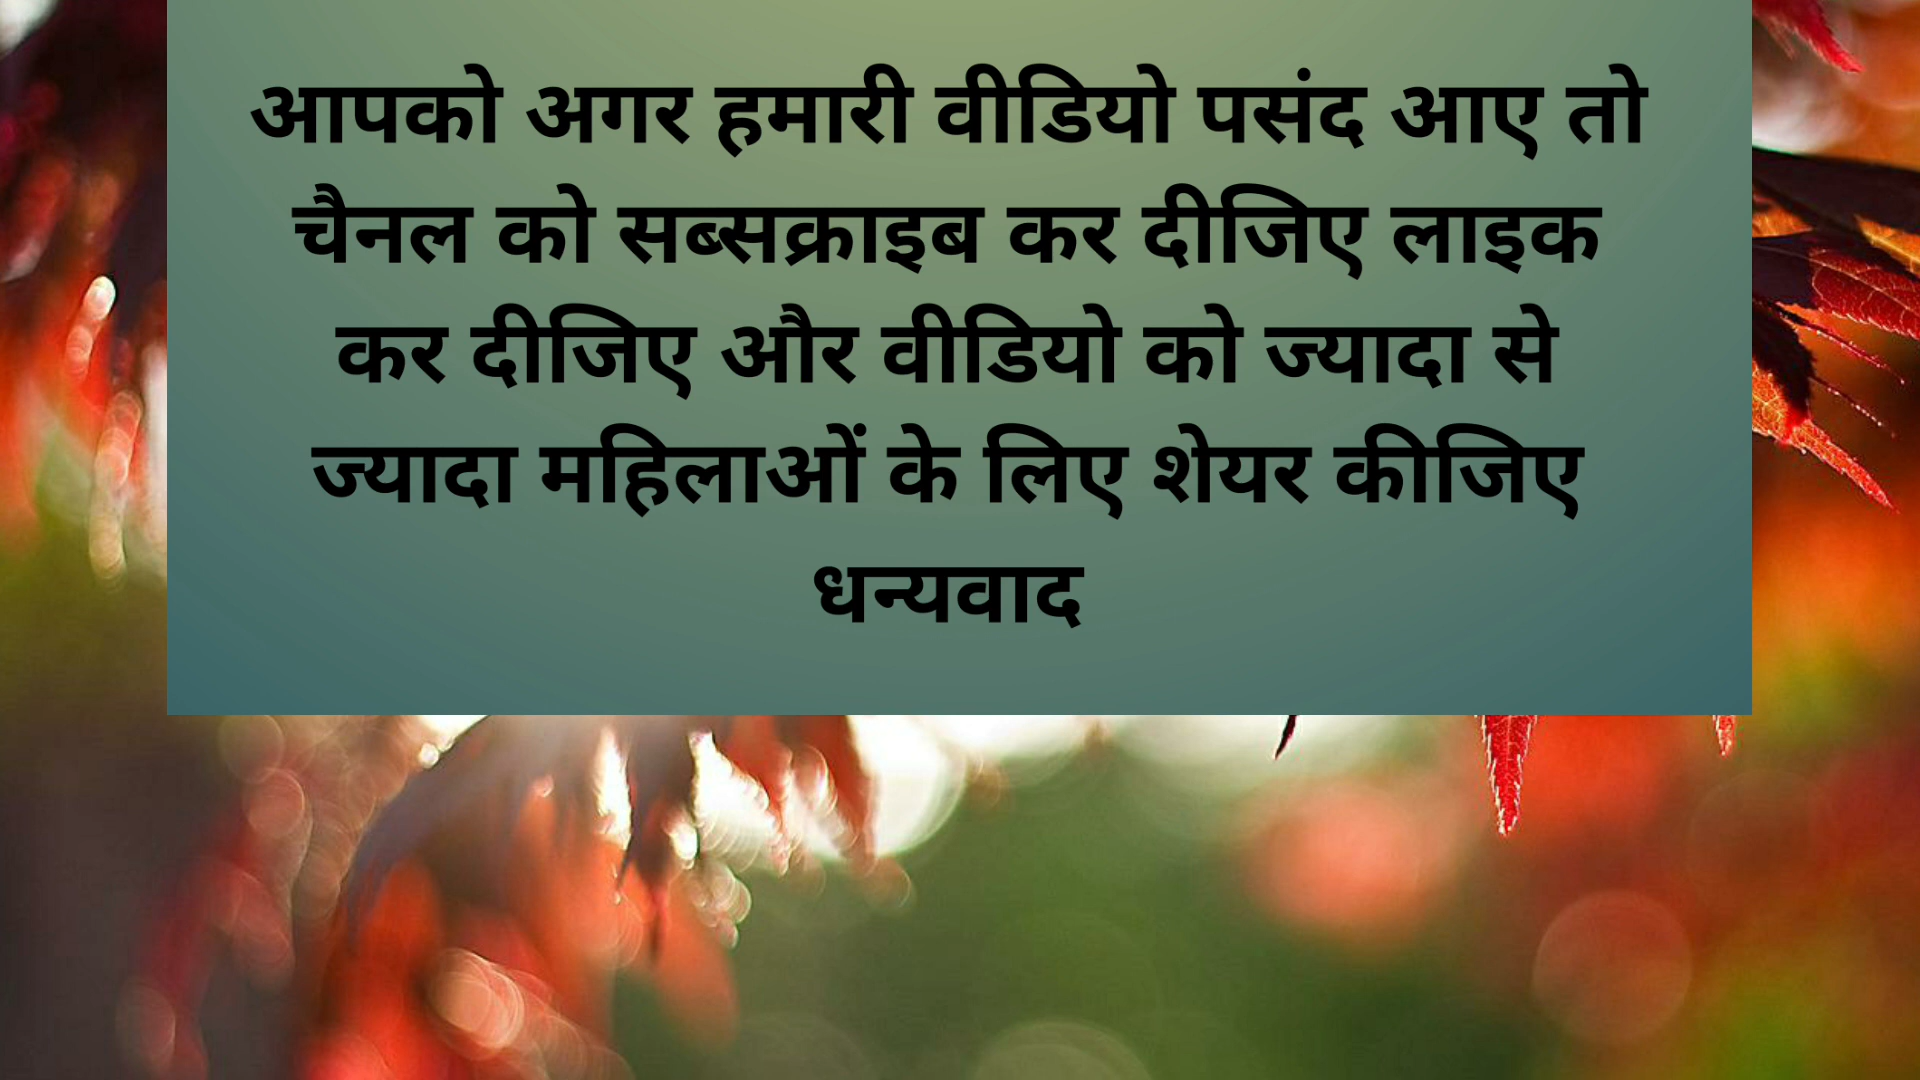 आपको अगर हमारी वीडियो पसंद आए तो
चैनल को सब्सक्राइब कर दीजिए लाइक
कर दीजिए और वीडियो को ज्यादा से
ज्यादा महिलाओं के लिए शेयर कीजिए
धन्यवाद